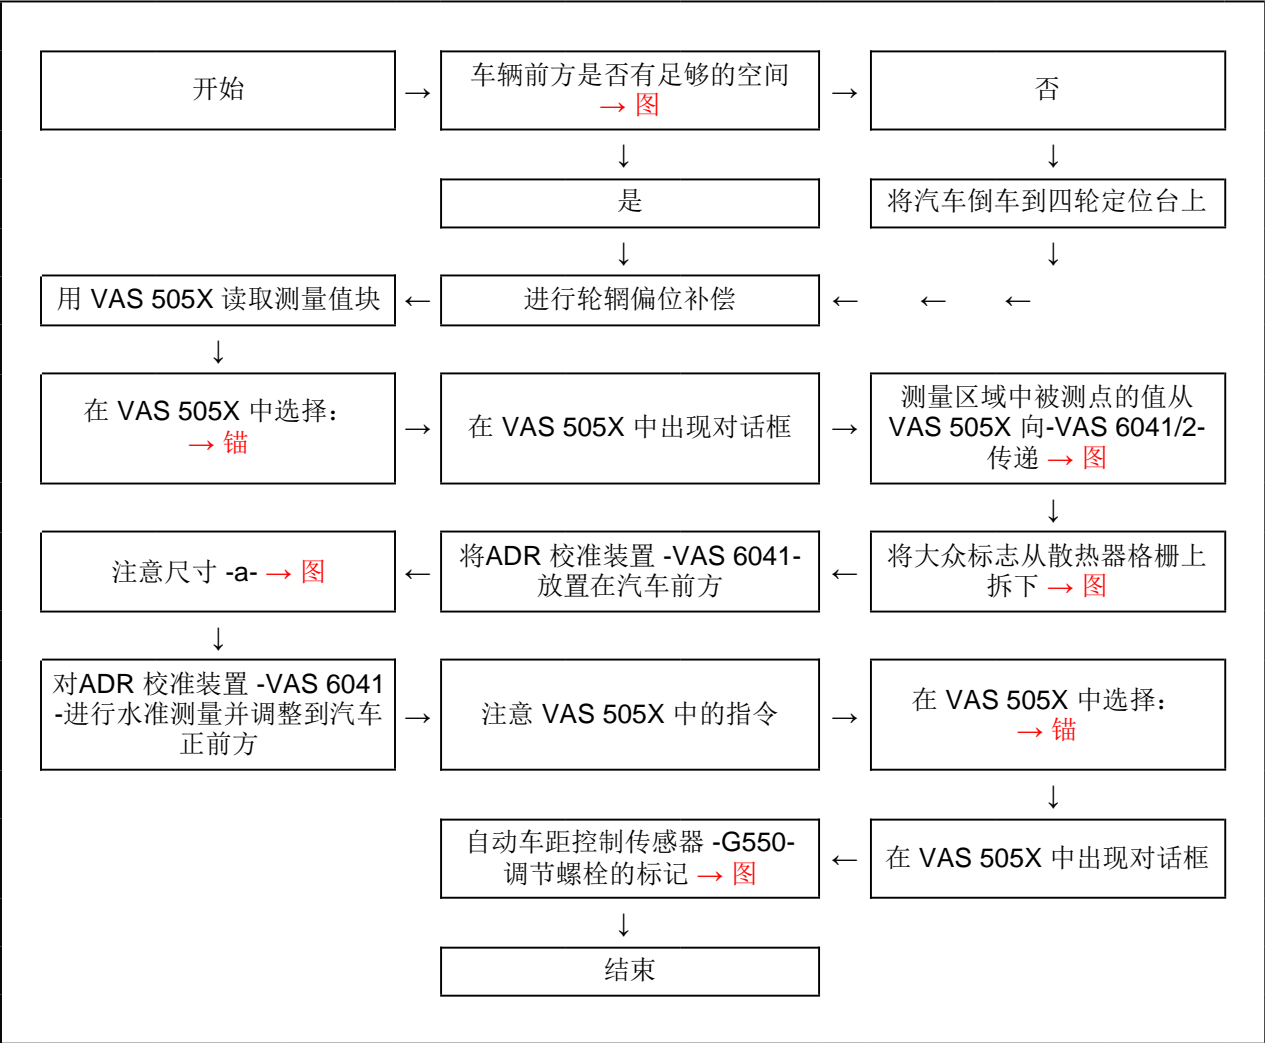 开始
→
车辆前方是否有足够的空间
→ 图
→
否
↓
↓
是
将汽车倒车到四轮定位台上
↓
↓
用 VAS 505X 读取测量值块
←
进行轮辋偏位补偿
← ← ←
↓
在 VAS 505X 中选择：
→ 锚
→
在 VAS 505X 中出现对话框
→
测量区域中被测点的值从
VAS 505X 向-VAS 6041/2-
传递 → 图
↓
注意尺寸 -a- → 图
←
将ADR 校准装置 -VAS 6041-
放置在汽车前方
←
将大众标志从散热器格栅上
拆下 → 图
↓
对ADR 校准装置 -VAS 6041
-进行水准测量并调整到汽车
正前方
→
注意 VAS 505X 中的指令
→
在 VAS 505X 中选择：
→ 锚
↓
自动车距控制传感器 -G550-
调节螺栓的标记 → 图
←
在 VAS 505X 中出现对话框
↓
结束